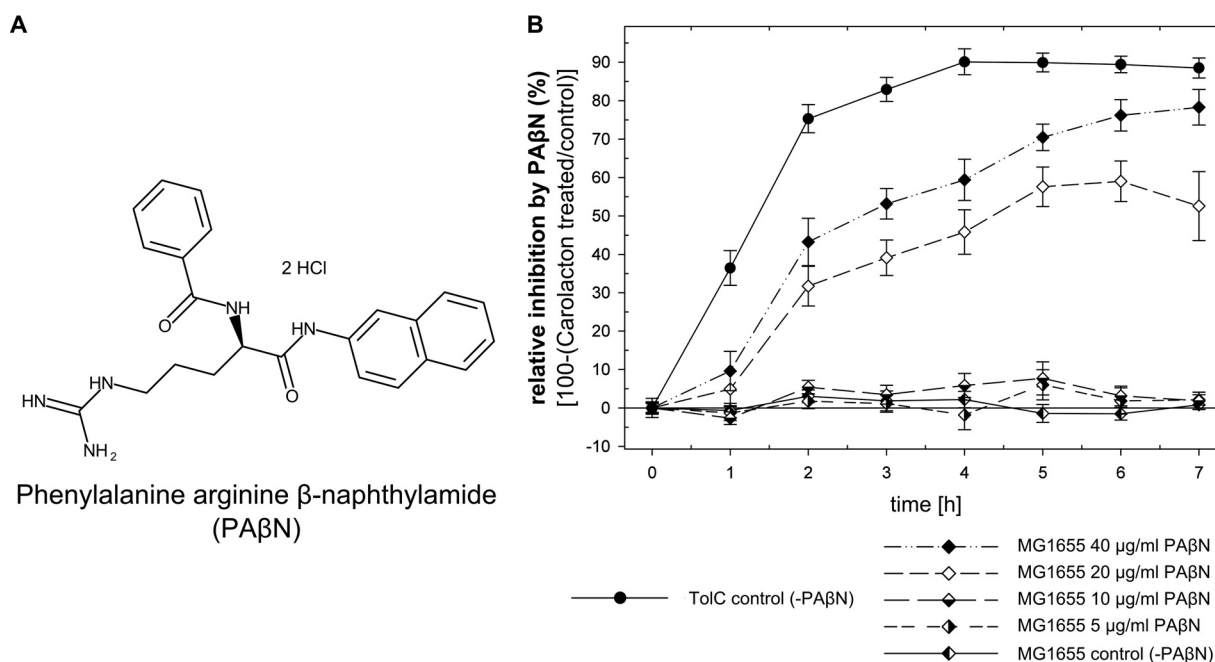 A
O
NH
2 HCl
HN
O
HN
HN
NH2
Phenylalanine arginine β-naphthylamide
(PAβN)
B
relative inhibition by PAβN (%)
[100-(Carolacton treated/control)]
90
80
70
60
50
40
30
20
10
0
-10
0 1 2 3 4 5 6 7
time [h]
TolC control (-PAβN)
MG1655 40 µg/ml PAβN
MG1655 20 µg/ml PAβN
MG1655 10 µg/ml PAβN
MG1655 5 µg/ml PAβN
MG1655 control (-PAβN)